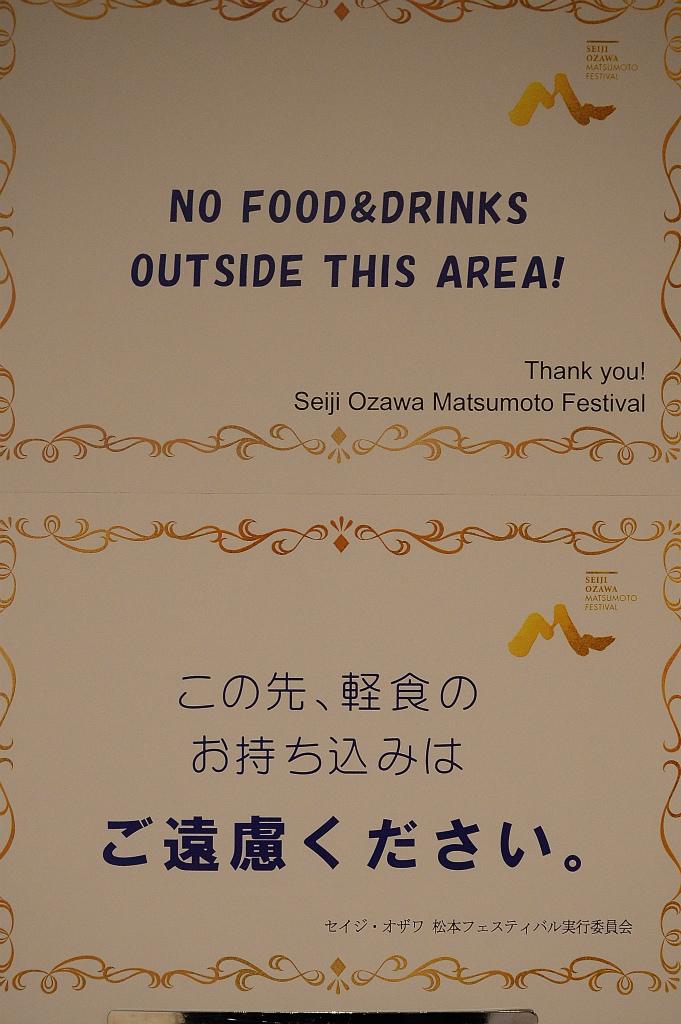 SEIJI
OZAWA
MATSUMOTO
FESTIVAL
NO FOOD&DRINKS
OUTSIDE THIS AREA!
Thank you!
Seiji Ozawa Matsumoto Festival
SEIJI
OZAWA
MATSUMOTO
FESTIVAL
この先、軽食の
お持ち込みは
ご遠慮ください。
セイジ・オザワ 松本フェスティバル実行委員会